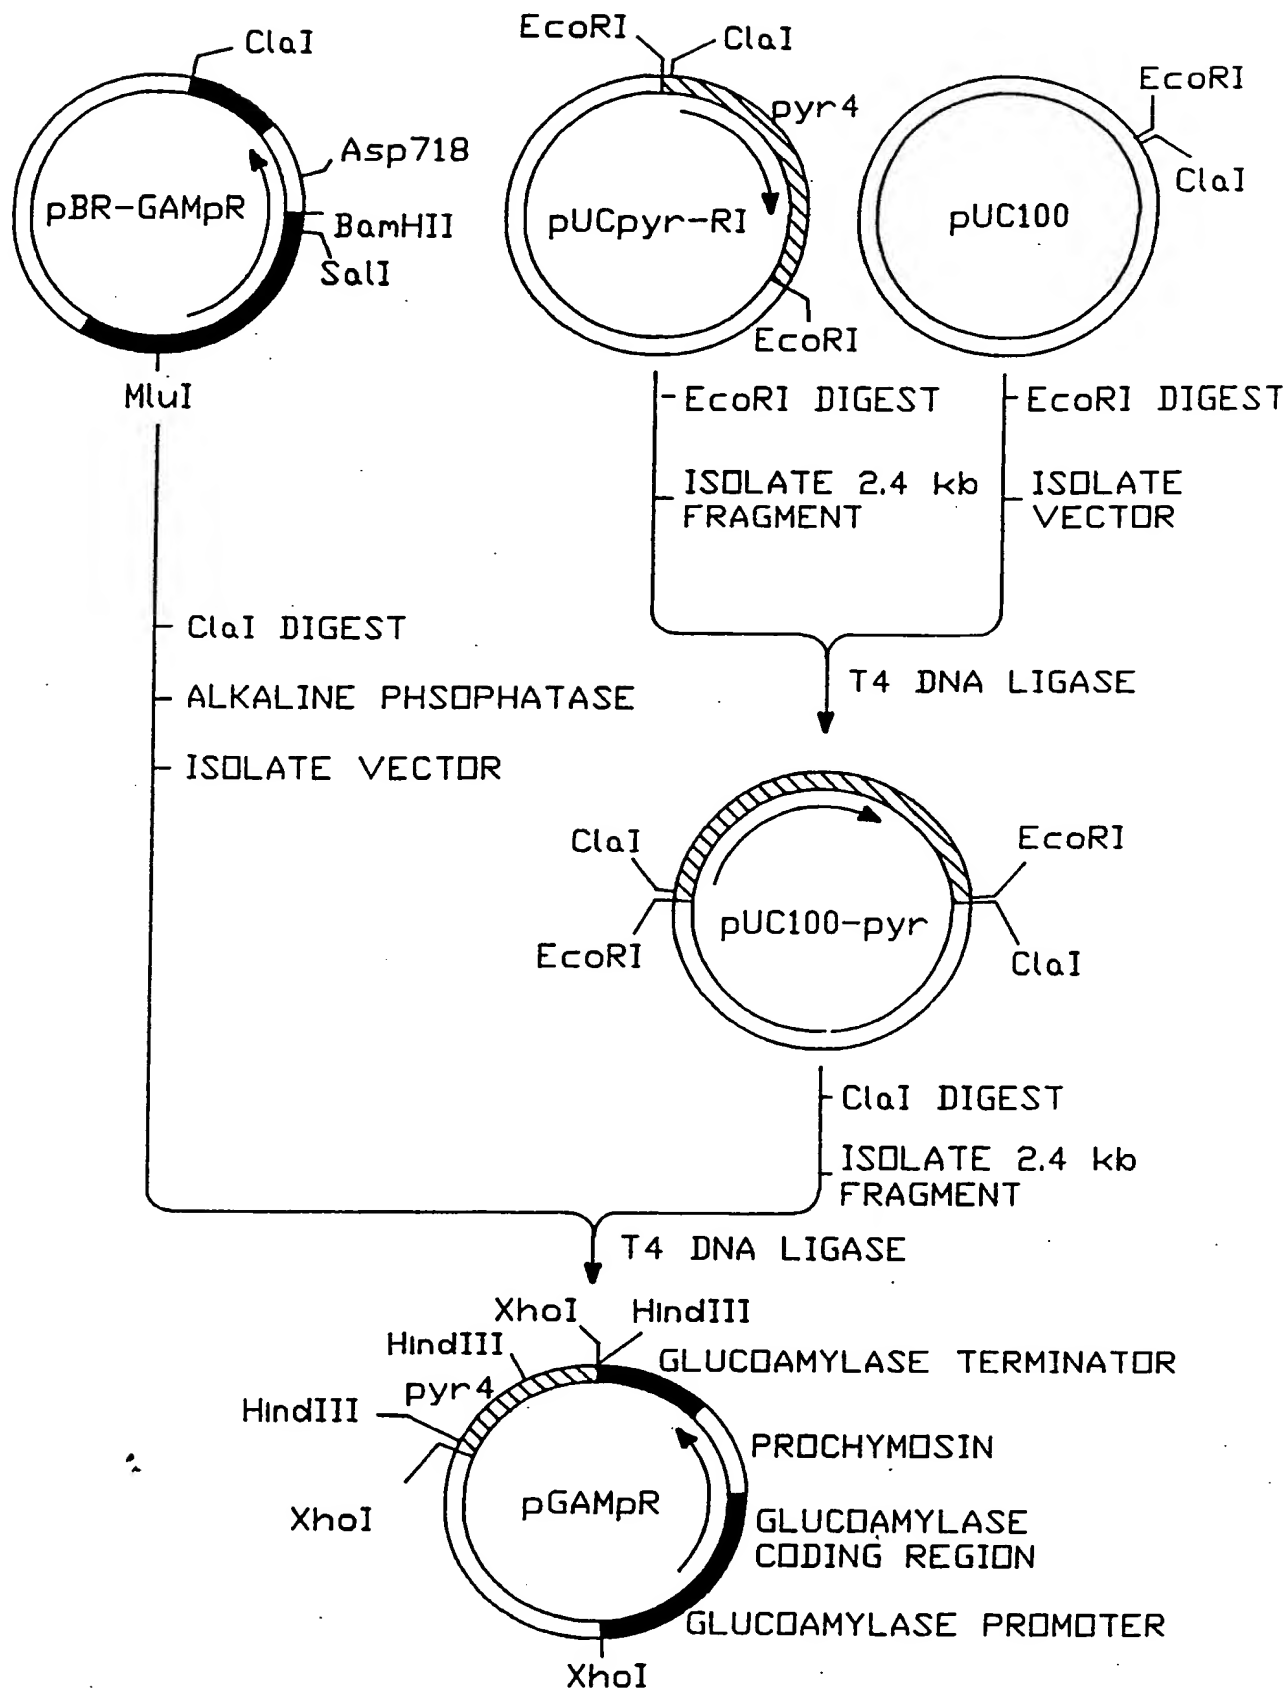 ClaI
Asp718
pBR-GAMpR
BamHII
SalI
MluI
EcoRI
ClaI
pyr4
pUCpyr-RI
EcoRI
EcoRI
ClaI
pUC100
EcoRI DIGEST
EcoRI DIGEST
ISOLATE 2.4 kb
FRAGMENT
ISOLATE
VECTOR
ClaI DIGEST
ALKALINE PHSOPHATASE
ISOLATE VECTOR
T4 DNA LIGASE
ClaI
EcoRI
pUC100-pyr
EcoRI
ClaI
ClaI DIGEST
ISOLATE 2.4 kb
FRAGMENT
T4 DNA LIGASE
XhoI
HindIII
HindIII
GLUCOAMYLASE TERMINATOR
pyr4
HindIII
PROCHYMOSIN
pGAMpR
XhoI
GLUCOAMYLASE
CODING REGION
GLUCOAMYLASE PROMOTER
XhoI